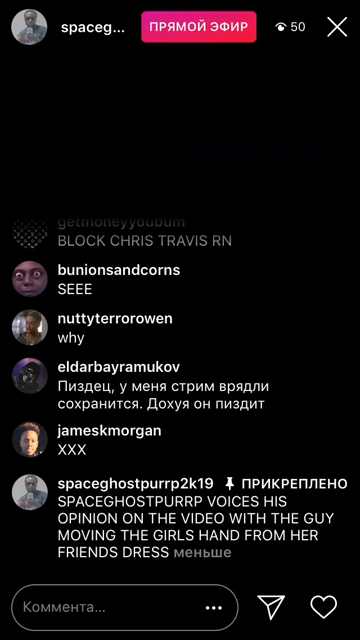 spaceg...
ПРЯМОЙ ЭФИР
50
getmoneyyoubum
BLOCK CHRIS TRAVIS RN
bunionsandcorns
SEEE
nuttyterrorowen
why
eldarbayramukov
Пиздец, у меня стрим врядли
сохранится. Дохуя он пиздит
jameskmorgan
XXX
spaceghostpurrp2k19 ПРИКРЕПЛЕНО
SPACEGHOSTPURRP VOICES HIS
OPINION ON THE VIDEO WITH THE GUY
MOVING THE GIRLS HAND FROM HER
FRIENDS DRESS меньше
Коммента...